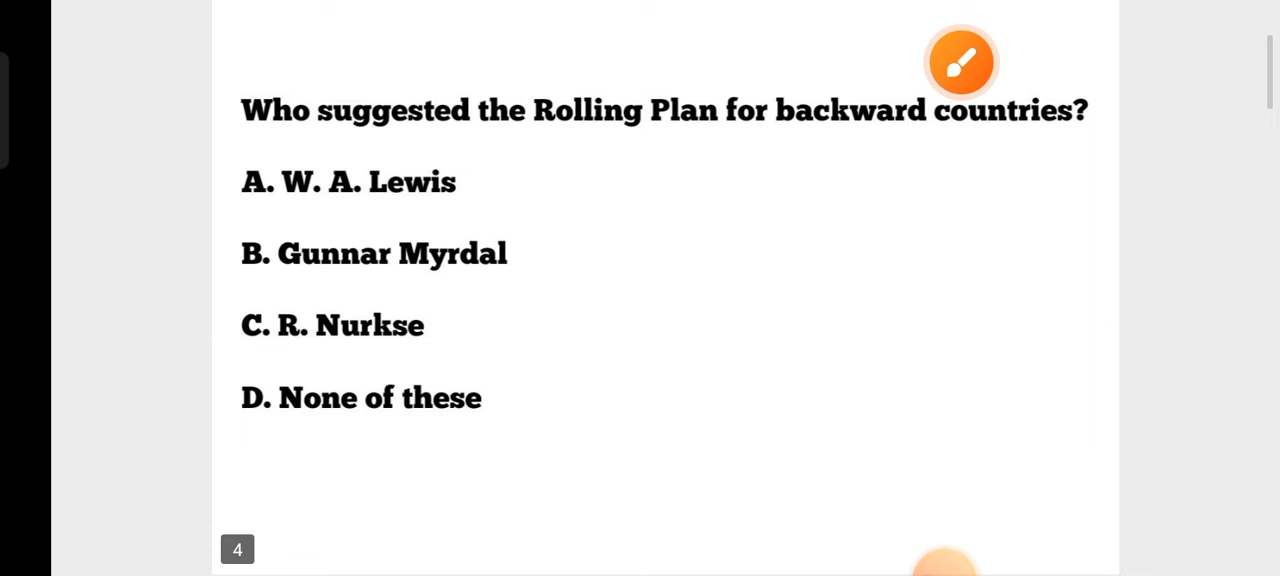 Who suggested the Rolling Plan for backward countries?
A. W. A. Lewis
B. Gunnar Myrdal
C. R. Nurkse
D. None of these
4